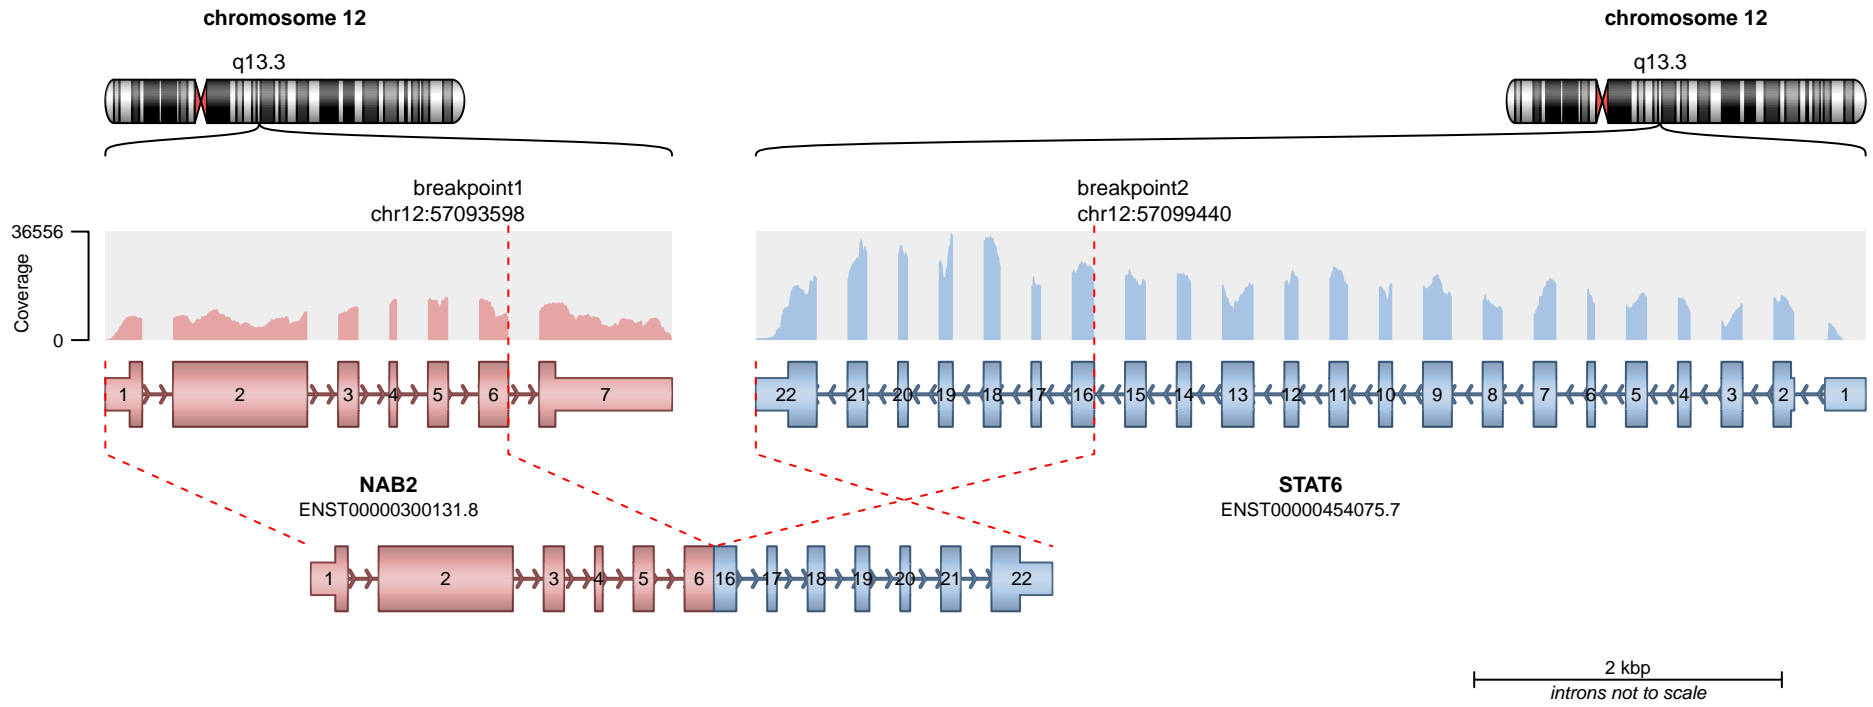 chromosome 12
chromosome 12
q13.3
q13.3
breakpoint1
chr12:57093598
breakpoint2
chr12:57099440
36556
Coverage
0
1 2 3 4 5 6 7
22 21 20 19 18 17 16 15 14 13 12 11 10 9 8 7 6 5 4 3 2 1
NAB2
ENST00000300131.8
STAT6
ENST00000454075.7
1 2 3 4 5 6 16 17 18 19 20 21 22
2 kbp
introns not to scale